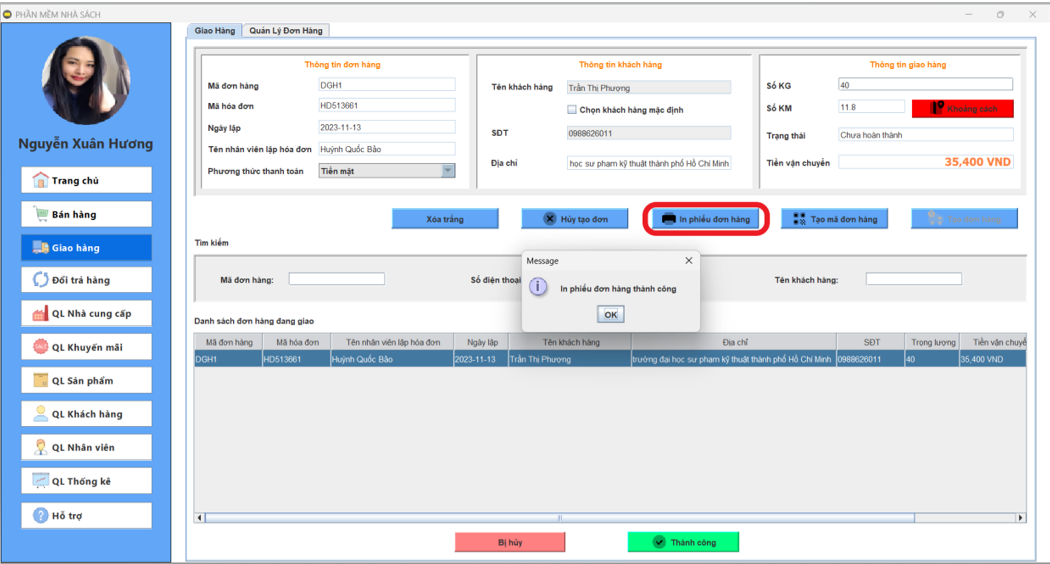 PHẦN MỀM NHÀ SÁCH
Giao Hàng Quản Lý Đơn Hàng
Nguyễn Xuân Hương
Trang chủ
Bán hàng
Giao hàng
Đổi trả hàng
QL Nhà cung cấp
QL Khuyến mãi
QL Sản phẩm
QL Khách hàng
QL Nhân viên
QL Thống kê
Hỗ trợ
Thông tin đơn hàng
Mã đơn hàng DGH1
Mã hóa đơn HD513661
Ngày lập 2023-11-13
Tên nhân viên lập hóa đơn Huỳnh Quốc Bảo
Phương thức thanh toán Tiền mặt
Thông tin khách hàng
Tên khách hàng Trần Thị Phượng
Chọn khách hàng mặc định
SĐT 0988626011
Địa chỉ học sư phạm kỹ thuật thành phố Hồ Chí Minh
Thông tin giao hàng
Số KG 40
Số KM 11.8 Khoảng cách
Trạng thái Chưa hoàn thành
Tiền vận chuyển 35,400 VND
Xóa trắng Hủy tạo đơn In phiếu đơn hàng Tạo mã đơn hàng
Tìm kiếm
Mã đơn hàng: Số điện thoại Tên khách hàng:
Message
In phiếu đơn hàng thành công
OK
Danh sách đơn hàng đang giao
Mã đơn hàng Mã hóa đơn Tên nhân viên lập hóa đơn Ngày lập Tên khách hàng Địa chỉ SĐT Trọng lượng Tiền vận chuyể
DGH1 HD513661 Huỳnh Quốc Bảo 2023-11-13 Trần Thị Phượng trường đại học sư phạm kỹ thuật thành phố Hồ Chí Minh 0988626011 40 35,400 VND
Bị hủy Thành công